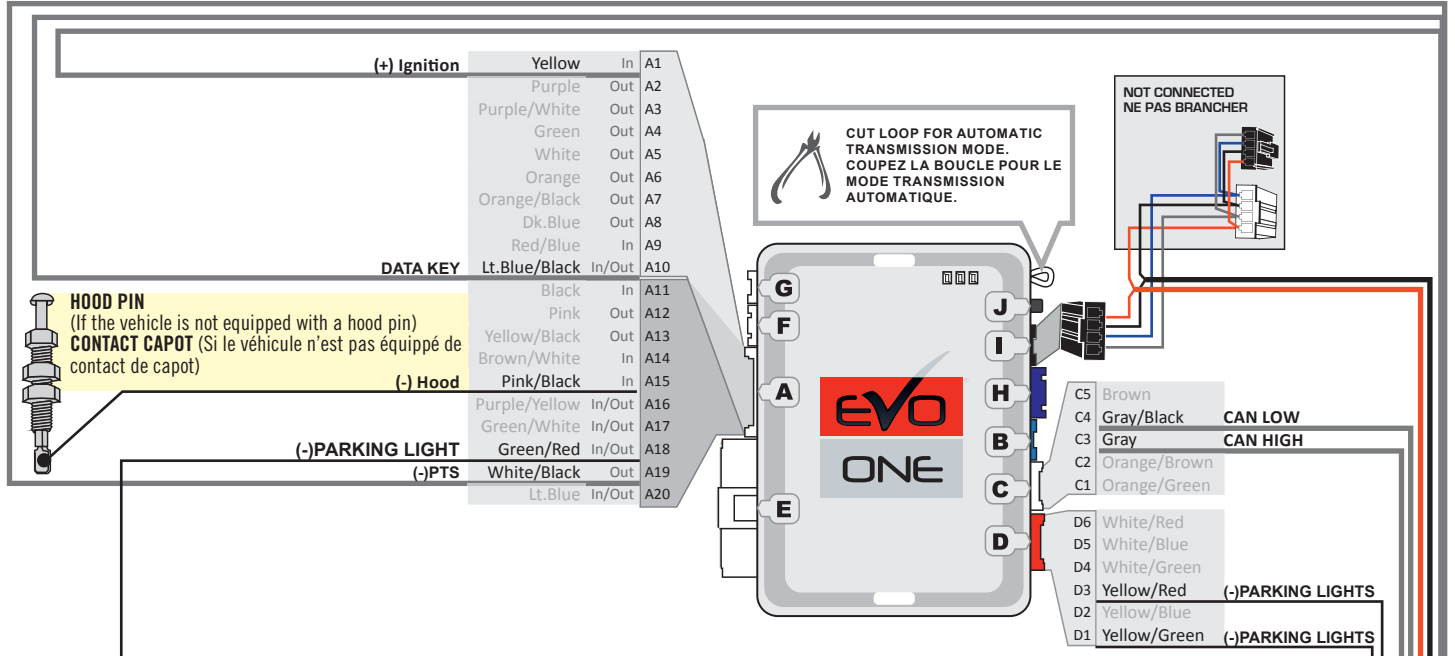 (+) Ignition Yellow In A1
Purple Out A2
Purple/White Out A3
Green Out A4
White Out A5
Orange Out A6
Orange/Black Out A7
Dk.Blue Out A8
Red/Blue In A9
DATA KEY Lt.Blue/Black In/Out A10
Black In A11
Pink Out A12
Yellow/Black Out A13
Brown/White In A14
(-) Hood Pink/Black In A15
Purple/Yellow In/Out A16
Green/White In/Out A17
(-)PARKING LIGHT Green/Red In/Out A18
(-)PTS White/Black Out A19
Lt.Blue In/Out A20
HOOD PIN
(If the vehicle is not equipped with a hood pin)
CONTACT CAPOT (Si le véhicule n'est pas équippé de
contact de capot)
CUT LOOP FOR AUTOMATIC
TRANSMISSION MODE.
COUPEZ LA BOUCLE POUR LE
MODE TRANSMISSION
AUTOMATIQUE.
NOT CONNECTED
NE PAS BRANCHER
G
F
A
E
J
I
H
B
C
D
EVO
ONE
C5 Brown
C4 Gray/Black CAN LOW
C3 Gray CAN HIGH
C2 Orange/Brown
C1 Orange/Green
D6 White/Red
D5 White/Blue
D4 White/Green
D3 Yellow/Red (-)PARKING LIGHTS
D2 Yellow/Blue
D1 Yellow/Green (-)PARKING LIGHTS